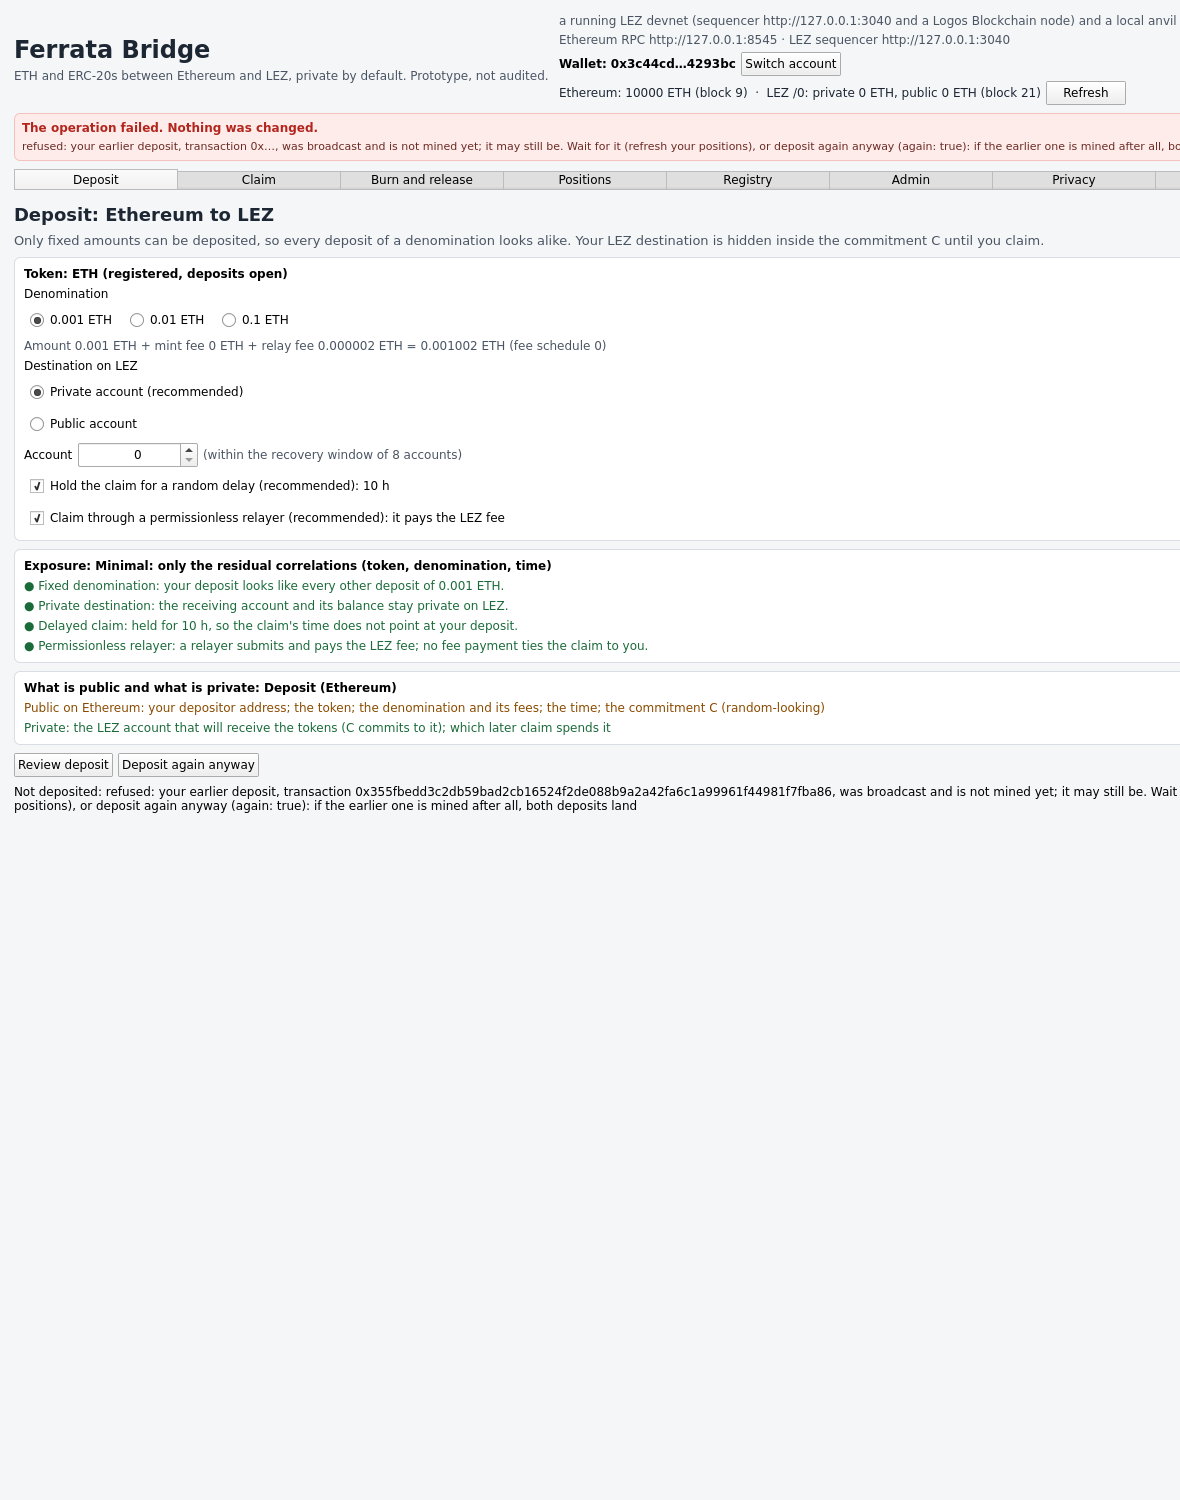 Ferrata Bridge
ETH and ERC-20s between Ethereum and LEZ, private by default. Prototype, not audited.
a running LEZ devnet (sequencer http://127.0.0.1:3040 and a Logos Blockchain node) and a local anvil
Ethereum RPC http://127.0.0.1:8545 · LEZ sequencer http://127.0.0.1:3040
Wallet: 0x3c44cd…4293bc Switch account
Ethereum: 10000 ETH (block 9) · LEZ /0: private 0 ETH, public 0 ETH (block 21) Refresh
The operation failed. Nothing was changed.
refused: your earlier deposit, transaction 0x…, was broadcast and is not mined yet; it may still be. Wait for it (refresh your positions), or deposit again anyway (again: true): if the earlier one is mined after all, bo
Deposit Claim Burn and release Positions Registry Admin Privacy
Deposit: Ethereum to LEZ
Only fixed amounts can be deposited, so every deposit of a denomination looks alike. Your LEZ destination is hidden inside the commitment C until you claim.
Token: ETH (registered, deposits open)
Denomination
0.001 ETH 0.01 ETH 0.1 ETH
Amount 0.001 ETH + mint fee 0 ETH + relay fee 0.000002 ETH = 0.001002 ETH (fee schedule 0)
Destination on LEZ
Private account (recommended)
Public account
Account 0 (within the recovery window of 8 accounts)
Hold the claim for a random delay (recommended): 10 h
Claim through a permissionless relayer (recommended): it pays the LEZ fee
Exposure: Minimal: only the residual correlations (token, denomination, time)
● Fixed denomination: your deposit looks like every other deposit of 0.001 ETH.
● Private destination: the receiving account and its balance stay private on LEZ.
● Delayed claim: held for 10 h, so the claim's time does not point at your deposit.
● Permissionless relayer: a relayer submits and pays the LEZ fee; no fee payment ties the claim to you.
What is public and what is private: Deposit (Ethereum)
Public on Ethereum: your depositor address; the token; the denomination and its fees; the time; the commitment C (random-looking)
Private: the LEZ account that will receive the tokens (C commits to it); which later claim spends it
Review deposit Deposit again anyway
Not deposited: refused: your earlier deposit, transaction 0x355fbedd3c2db59bad2cb16524f2de088b9a2a42fa6c1a99961f44981f7fba86, was broadcast and is not mined yet; it may still be. Wait
positions), or deposit again anyway (again: true): if the earlier one is mined after all, both deposits land